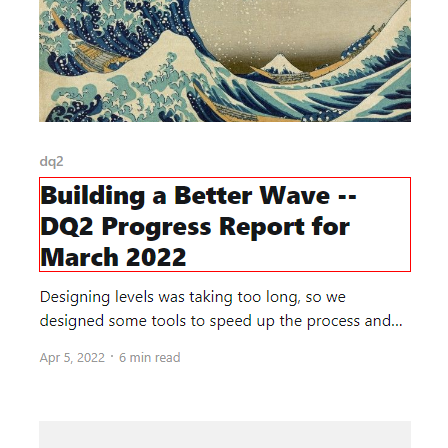 dq2
Building a Better Wave --
DQ2 Progress Report for
March 2022
Designing levels was taking too long, so we
designed some tools to speed up the process and...
Apr 5, 2022 · 6 min read